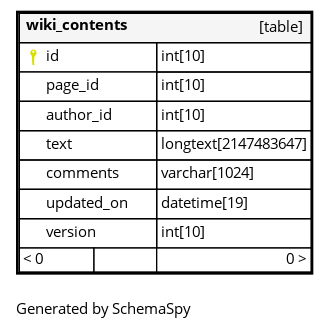 wiki_contents [table]
id int[10]
page_id int[10]
author_id int[10]
text longtext[2147483647]
comments varchar[1024]
updated_on datetime[19]
version int[10]
< 0 0 >
Generated by SchemaSpy